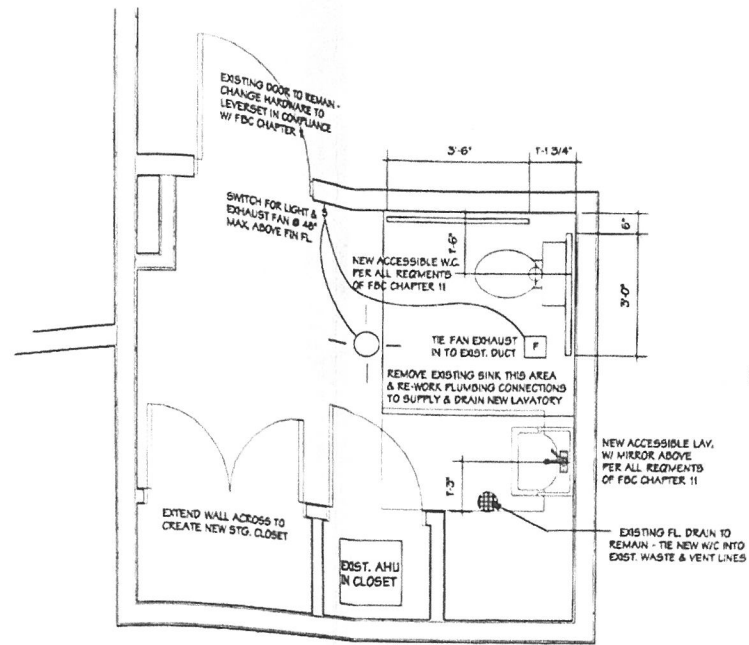 EXISTING DOOR TO REMAIN -
CHANGE HARDWARE TO
LEVERSET IN COMPLIANCE
W/ FBC CHAPTER
3'-6"
1'-1 3/4"
SWITCH FOR LIGHT &
EXHAUST FAN @ 48"
MAX. ABOVE FIN FL.
S
1'-6"
6"
NEW ACCESSIBLE W.C.
PER ALL REQMENTS
OF FBC CHAPTER 11
3'-0"
TIE FAN EXHAUST
IN TO EXIST. DUCT
F
REMOVE EXISTING SINK THIS AREA
& RE-WORK PLUMBING CONNECTIONS
TO SUPPLY & DRAIN NEW LAVATORY
NEW ACCESSIBLE LAV.
W/ MIRROR ABOVE
PER ALL REQMENTS
OF FBC CHAPTER 11
1'-3"
EXTEND WALL ACROSS TO
CREATE NEW STG. CLOSET
EXISTING FL. DRAIN TO
REMAIN - TIE NEW W/C INTO
EXIST. WASTE & VENT LINES
EXIST. AHU
IN CLOSET